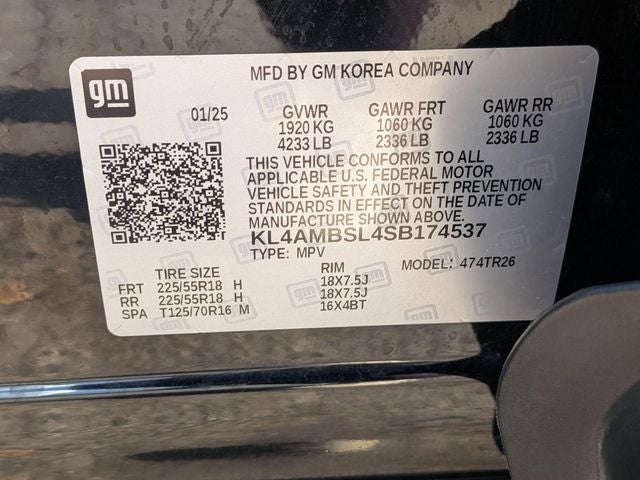 gm
MFD BY GM KOREA COMPANY
01/25 GVWR GAWR FRT GAWR RR
1920 KG 1060 KG 1060 KG
4233 LB 2336 LB 2336 LB
THIS VEHICLE CONFORMS TO ALL
APPLICABLE U.S. FEDERAL MOTOR
VEHICLE SAFETY AND THEFT PREVENTION
STANDARDS IN EFFECT ON THE DATE OF
MANUFACTURE SHOWN ABOVE.
KL4AMBSL4SB174537
TYPE: MPV MODEL: 474TR26
TIRE SIZE RIM
FRT 225/55R18 H 18X7.5J
RR 225/55R18 H 18X7.5J
SPA T125/70R16 M 16X4BT